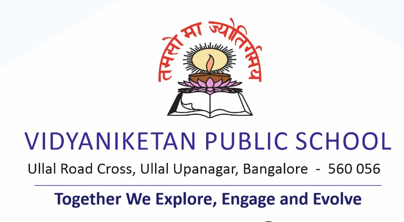 तमसो मा ज्योतिर्गमय
VIDYANIKETAN PUBLIC SCHOOL
Ullal Road Cross, Ullal Upanagar, Bangalore - 560 056
Together We Explore, Engage and Evolve